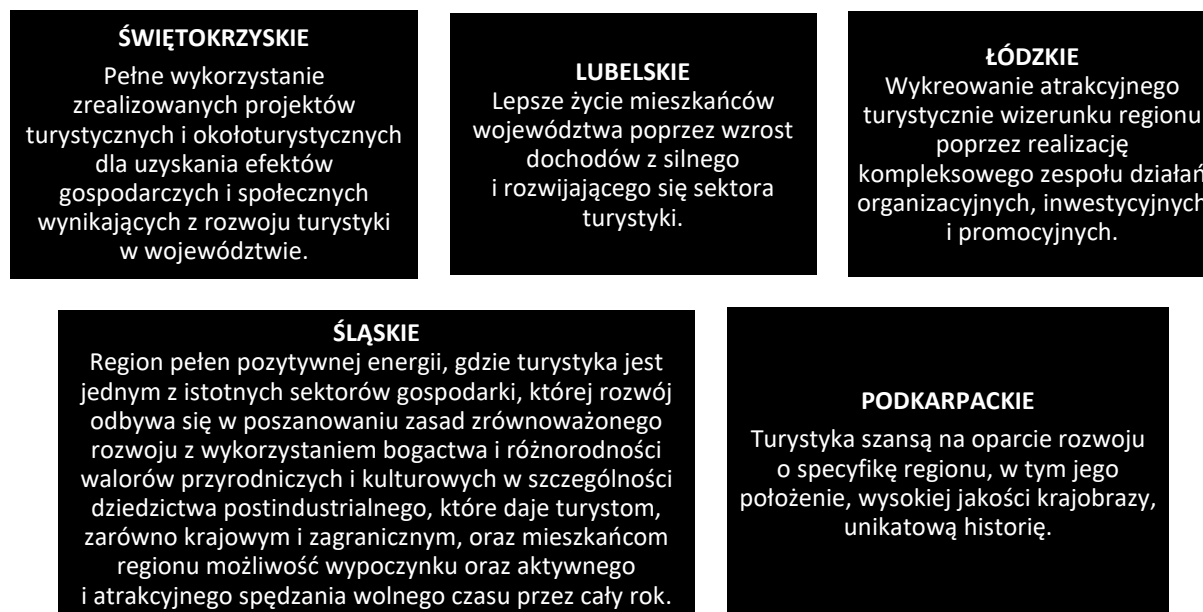 ŚWIĘTOKRZYSKIE
Pełne wykorzystanie
zrealizowanych projektów
turystycznych i okołoturystycznych
dla uzyskania efektów
gospodarczych i społecznych
wynikających z rozwoju turystyki
w województwie.
LUBELSKIE
Lepsze życie mieszkańców
województwa poprzez wzrost
dochodów z silnego
i rozwijającego się sektora
turystyki.
ŁÓDZKIE
Wykreowanie atrakcyjnego
turystycznie wizerunku regionu
poprzez realizację
kompleksowego zespołu działań
organizacyjnych, inwestycyjnych
i promocyjnych.
ŚLĄSKIE
Region pełen pozytywnej energii, gdzie turystyka jest
jednym z istotnych sektorów gospodarki, której rozwój
odbywa się w poszanowaniu zasad zrównoważonego
rozwoju z wykorzystaniem bogactwa i różnorodności
walorów przyrodniczych i kulturowych w szczególności
dziedzictwa postindustrialnego, które daje turystom,
zarówno krajowym i zagranicznym, oraz mieszkańcom
regionu możliwość wypoczynku oraz aktywnego
i atrakcyjnego spędzania wolnego czasu przez cały rok.
PODKARPACKIE
Turystyka szansą na oparcie rozwoju
o specyfikę regionu, w tym jego
położenie, wysokiej jakości krajobrazy,
unikatową historię.